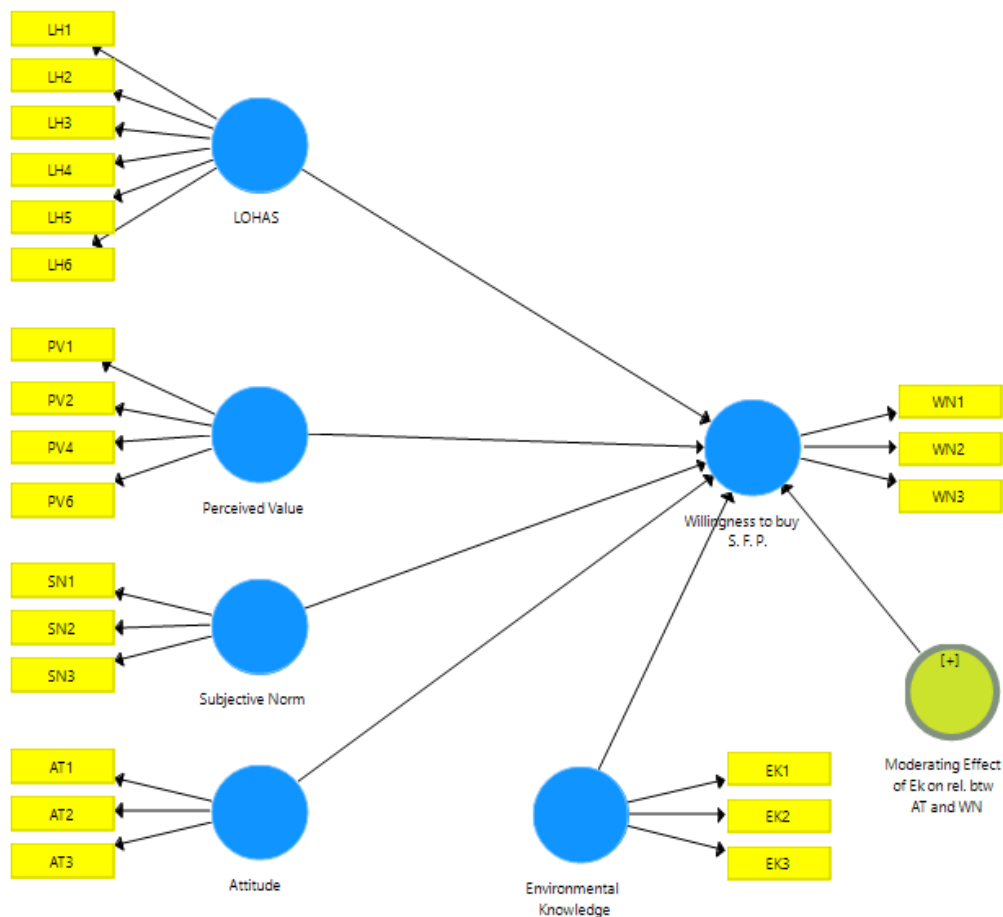 LH1
LH2
LH3
LH4
LH5
LH6
LOHAS
PV1
PV2
PV4
PV6
Perceived Value
SN1
SN2
SN3
Subjective Norm
AT1
AT2
AT3
Attitude
EK1
EK2
EK3
Environmental
Knowledge
WN1
WN2
WN3
Willingness to buy
S. F. P.
[+]
Moderating Effect
of Ek on rel. btw
AT and WN